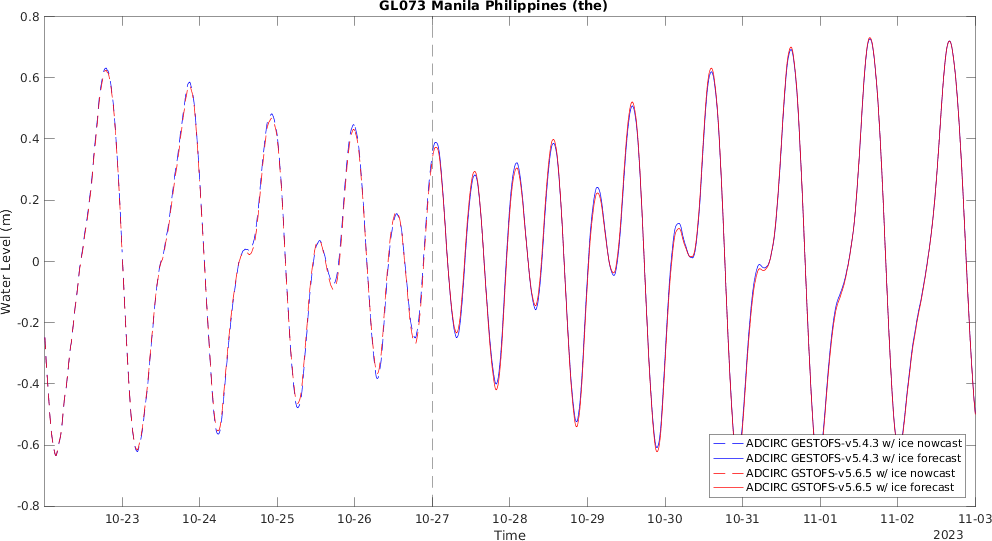 GL073 Manila Philippines (the)
0.8
0.6
0.4
0.2
0
-0.2
-0.4
-0.6
-0.8
Water Level (m)
10-23 10-24 10-25 10-26 10-27 10-28 10-29 10-30 10-31 11-01 11-02 11-03
2023
Time
ADCIRC GESTOFS-v5.4.3 w/ ice nowcast
ADCIRC GESTOFS-v5.4.3 w/ ice forecast
ADCIRC GSTOFS-v5.6.5 w/ ice nowcast
ADCIRC GSTOFS-v5.6.5 w/ ice forecast